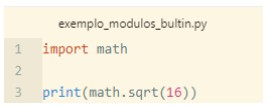 exemplo_modulos_bultin.py
1 import math
2
3 print(math.sqrt(16))